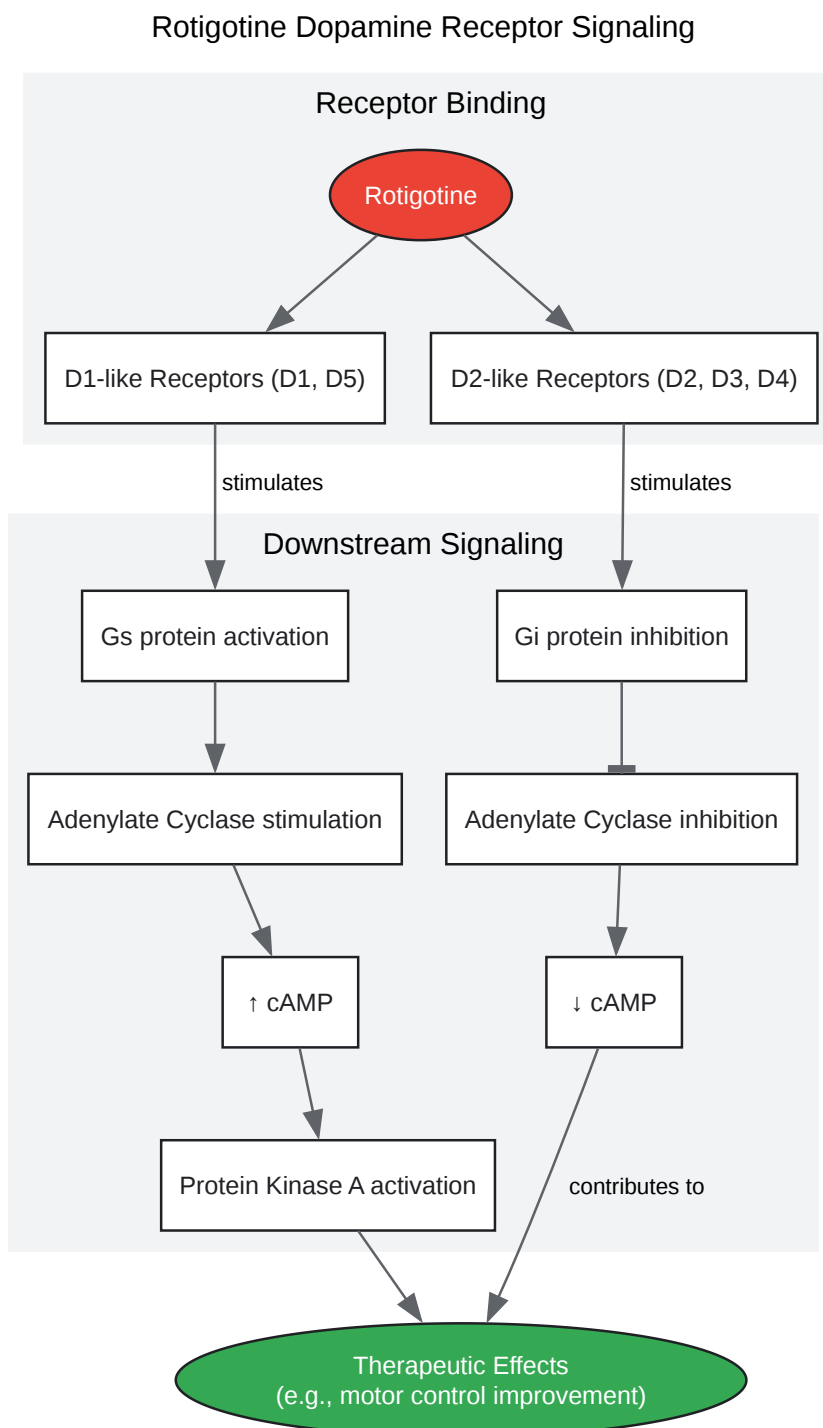 Rotigotine Dopamine Receptor Signaling
Receptor Binding
Rotigotine
D1-like Receptors (D1, D5)
D2-like Receptors (D2, D3, D4)
stimulates
stimulates
Downstream Signaling
Gs protein activation
Gi protein inhibition
Adenylate Cyclase stimulation
Adenylate Cyclase inhibition
↑ cAMP
↓ cAMP
Protein Kinase A activation
contributes to
Therapeutic Effects
(e.g., motor control improvement)